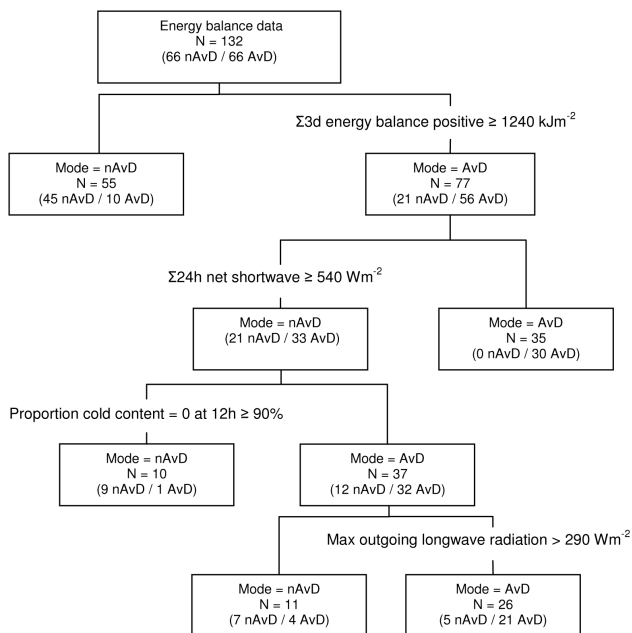 Energy balance data
N = 132
(66 nAvD / 66 AvD)
Σ3d energy balance positive ≥ 1240 kJm⁻²
Mode = nAvD
N = 55
(45 nAvD / 10 AvD)
Mode = AvD
N = 77
(21 nAvD / 56 AvD)
Σ24h net shortwave ≥ 540 Wm⁻²
Mode = nAvD
(21 nAvD / 33 AvD)
Mode = AvD
N = 35
(0 nAvD / 30 AvD)
Proportion cold content = 0 at 12h ≥ 90%
Mode = nAvD
N = 10
(9 nAvD / 1 AvD)
Mode = AvD
N = 37
(12 nAvD / 32 AvD)
Max outgoing longwave radiation > 290 Wm⁻²
Mode = nAvD
N = 11
(7 nAvD / 4 AvD)
Mode = AvD
N = 26
(5 nAvD / 21 AvD)